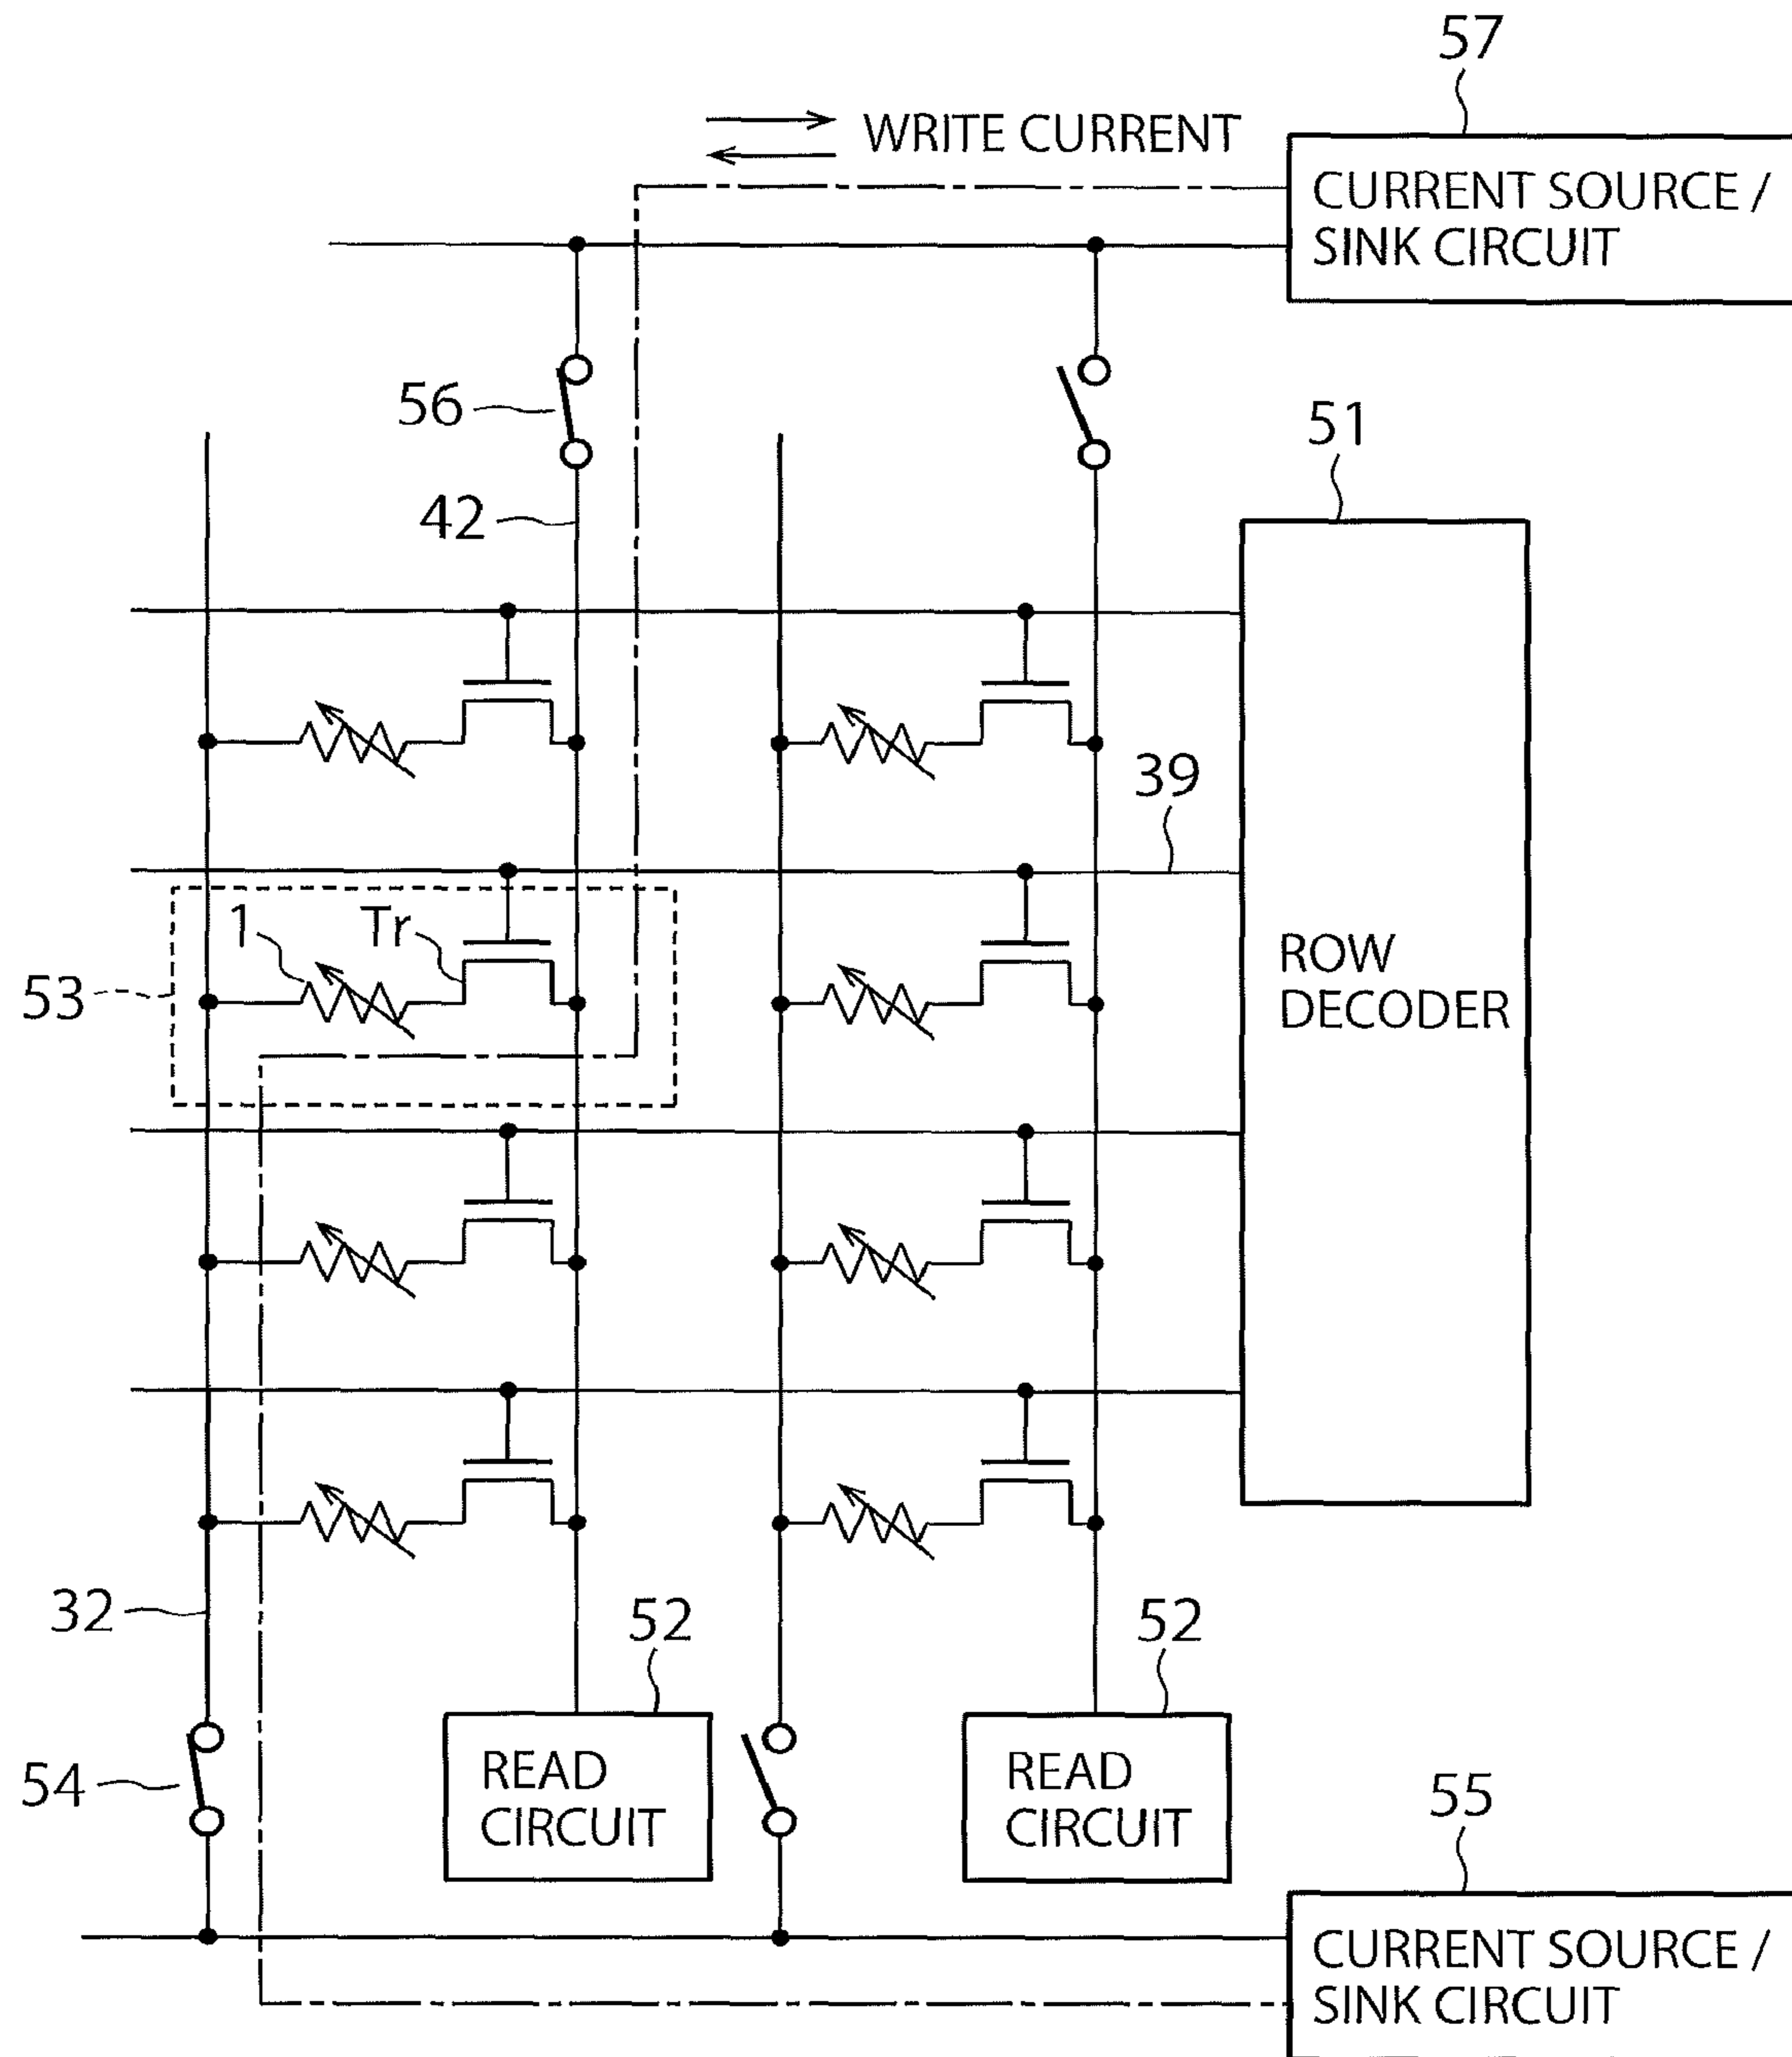 57
WRITE CURRENT
CURRENT SOURCE /
SINK CIRCUIT
56
51
42
39
1
Tr
53
ROW
DECODER
32
52
52
54
READ
CIRCUIT
READ
CIRCUIT
55
CURRENT SOURCE /
SINK CIRCUIT